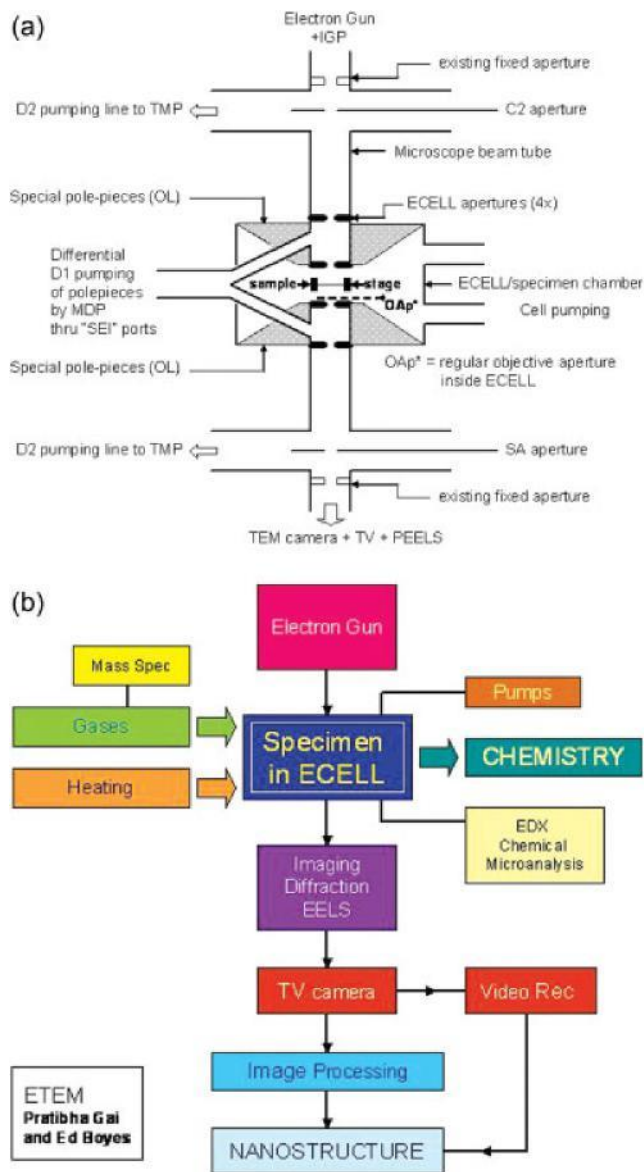 (a)
Electron Gun
+IGP
existing fixed aperture
D2 pumping line to TMP
C2 aperture
Microscope beam tube
Special pole-pieces (OL)
ECELL apertures (4x)
Differential
D1 pumping
of polepieces
by MDP
thru "SEI" ports
sample
stage
OAp*
ECELL/specimen chamber
Cell pumping
Special pole-pieces (OL)
OAp* = regular objective aperture
inside ECELL
D2 pumping line to TMP
SA aperture
existing fixed aperture
TEM camera + TV + PEELS
(b)
Electron Gun
Mass Spec
Pumps
Gases
Specimen
in ECELL
CHEMISTRY
Heating
EDX
Chemical
Microanalysis
Imaging
Diffraction
EELS
TV camera
Video Rec
Image Processing
ETEM
Pratibha Gai
and Ed Boyes
NANOSTRUCTURE